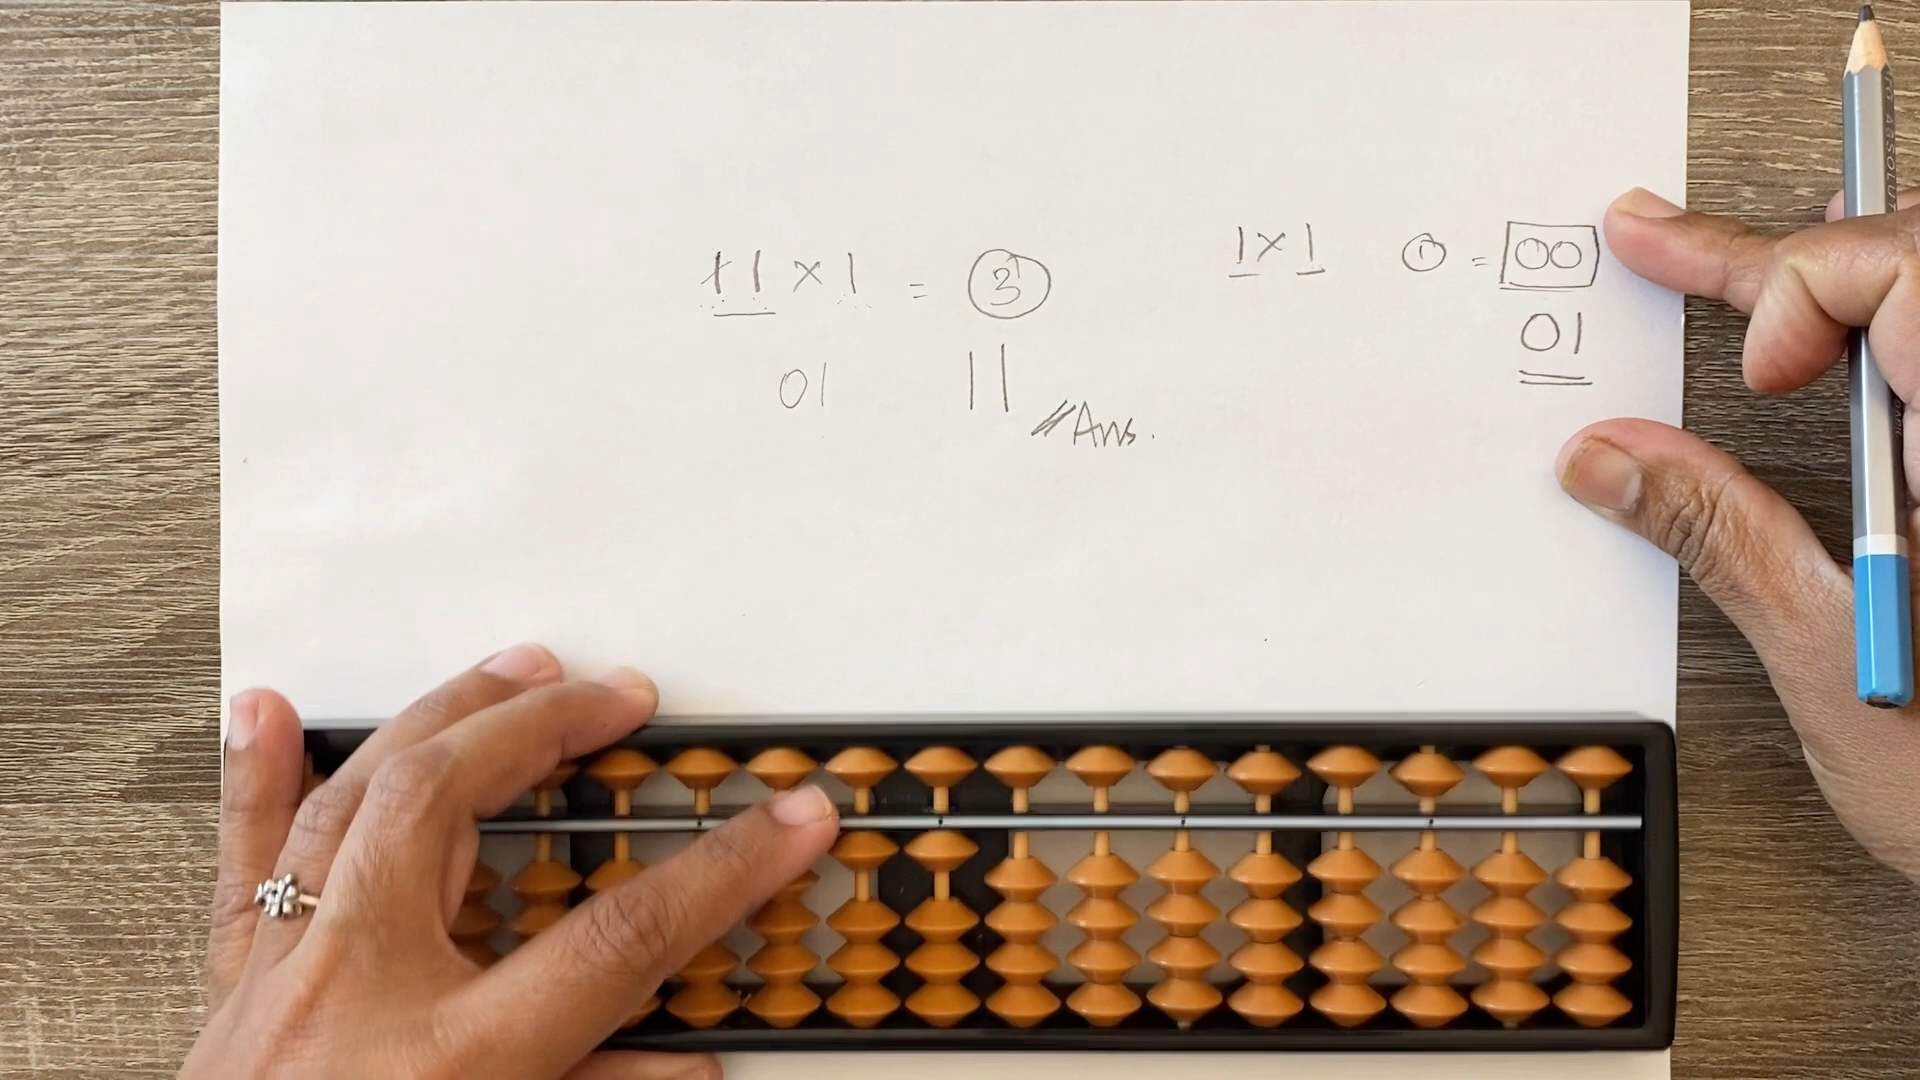 11 × 1 = 3
01 11 //Ans.
1 × 1 1 = 00
01